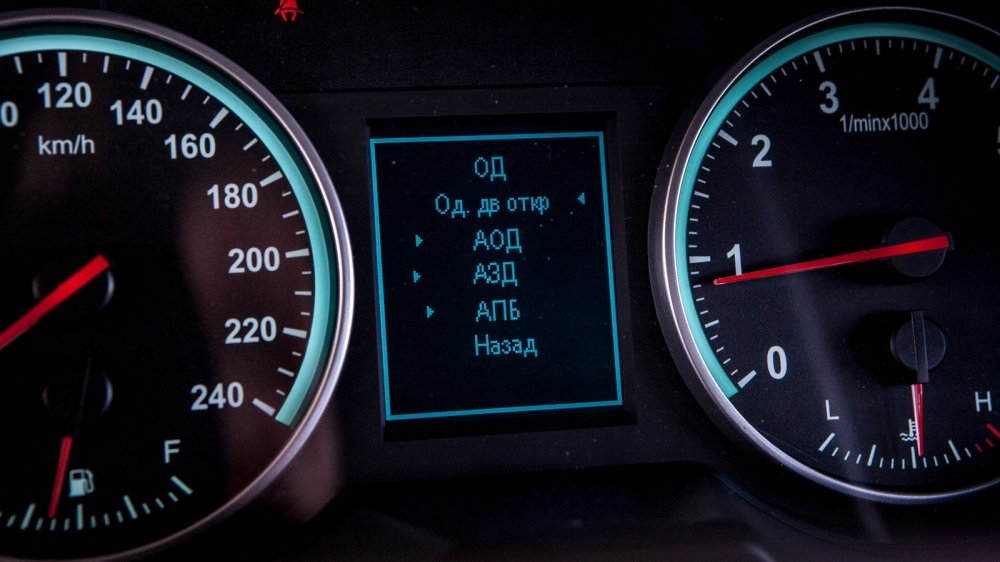 120
140
160
180
200
220
240
km/h
F
ОД
Од. дв откр
АОД
АЗД
АПБ
Назад
0
1
2
3
4
1/minx1000
L
H